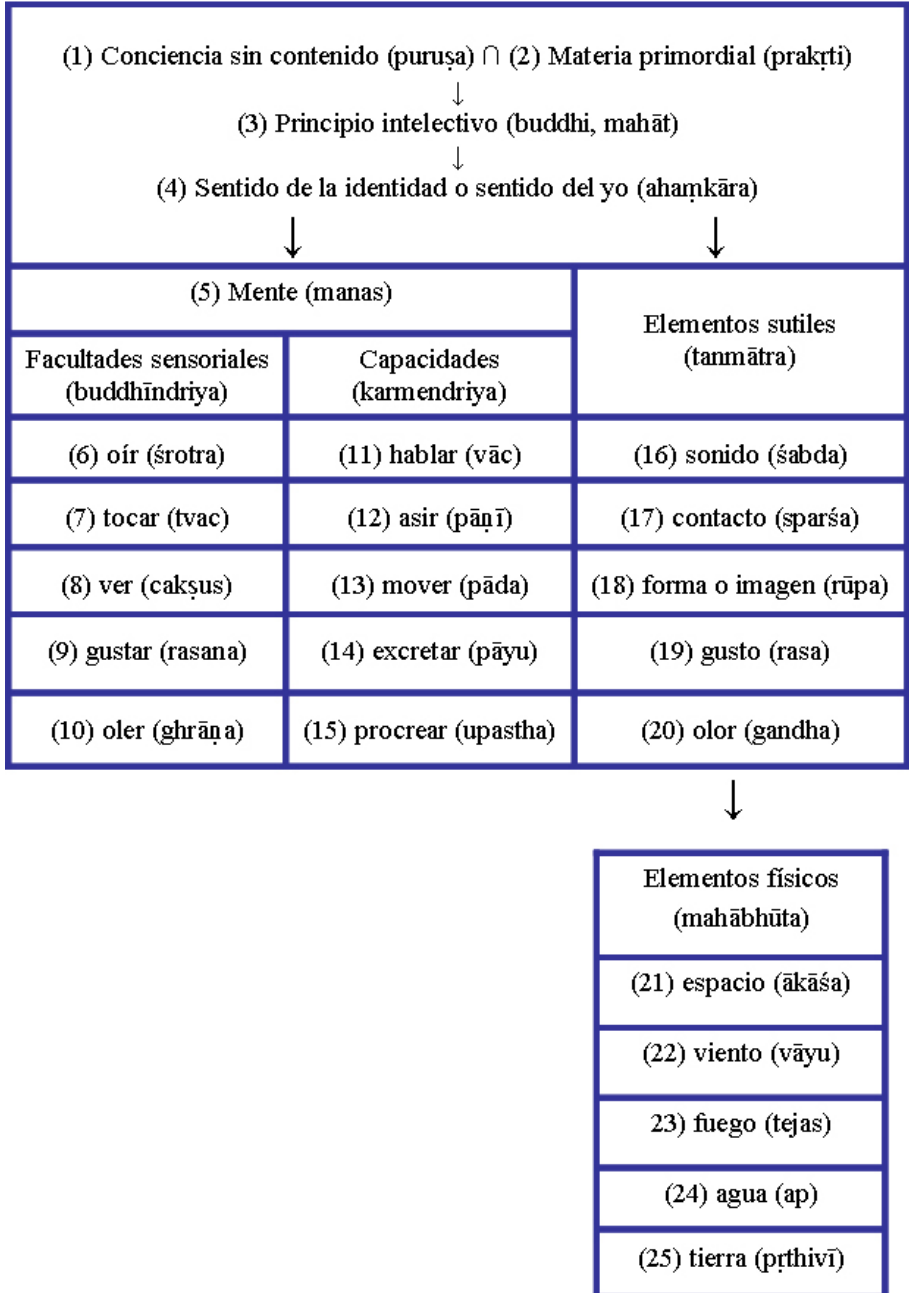 (1) Conciencia sin contenido (puruṣa) ∩ (2) Materia primordial (prakṛti)
↓
(3) Principio intelectivo (buddhi, mahāt)
↓
(4) Sentido de la identidad o sentido del yo (ahaṃkāra)
↓ ↓
(5) Mente (manas)
Elementos sutiles
(tanmātra)
Facultades sensoriales
(buddhīndriya)
Capacidades
(karmendriya)
(6) oír (śrotra) (11) hablar (vāc) (16) sonido (śabda)
(7) tocar (tvac) (12) asir (pāṇī) (17) contacto (sparśa)
(8) ver (cakṣus) (13) mover (pāda) (18) forma o imagen (rūpa)
(9) gustar (rasana) (14) excretar (pāyu) (19) gusto (rasa)
(10) oler (ghrāṇa) (15) procrear (upastha) (20) olor (gandha)
↓
Elementos físicos
(mahābhūta)
(21) espacio (ākāśa)
(22) viento (vāyu)
23) fuego (tejas)
(24) agua (ap)
(25) tierra (pṛthivī)